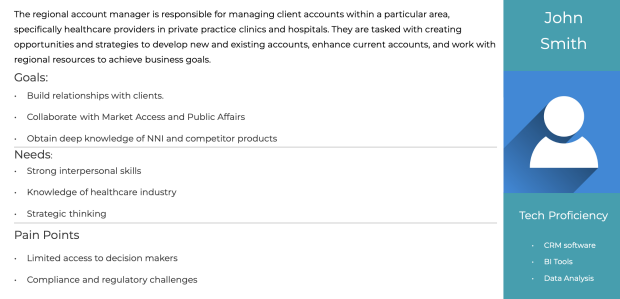 The regional account manager is responsible for managing client accounts within a particular area,
specifically healthcare providers in private practice clinics and hospitals. They are tasked with creating
opportunities and strategies to develop new and existing accounts, enhance current accounts, and work with
regional resources to achieve business goals.
Goals:
• Build relationships with clients.
• Collaborate with Market Access and Public Affairs
• Obtain deep knowledge of NNI and competitor products
Needs:
• Strong interpersonal skills
• Knowledge of healthcare industry
• Strategic thinking
Pain Points
• Limited access to decision makers
• Compliance and regulatory challenges
John
Smith
Tech Proficiency
• CRM software
• BI Tools
• Data Analysis